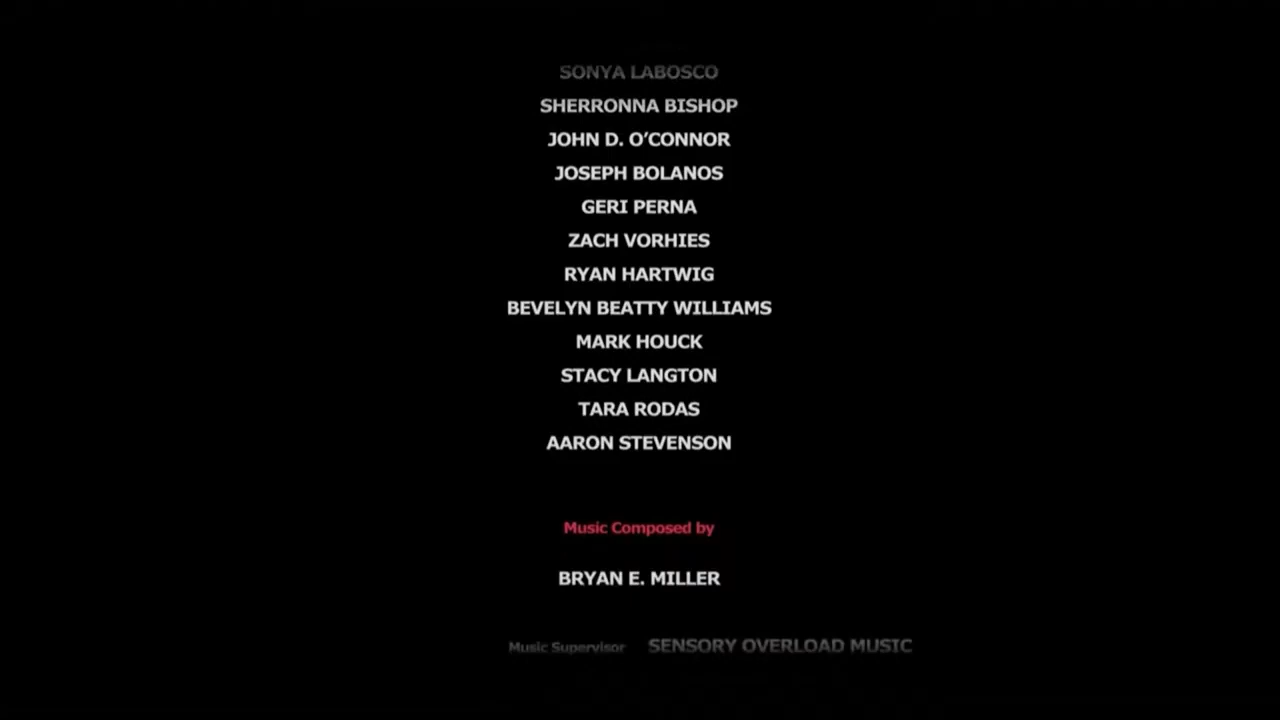 SONYA LABOSCO
SHERRONNA BISHOP
JOHN D. O'CONNOR
JOSEPH BOLANOS
GERI PERNA
ZACH VORHIES
RYAN HARTWIG
BEVELYN BEATTY WILLIAMS
MARK HOUCK
STACY LANGTON
TARA RODAS
AARON STEVENSON
Music Composed by
BRYAN E. MILLER
Music Supervisor SENSORY OVERLOAD MUSIC